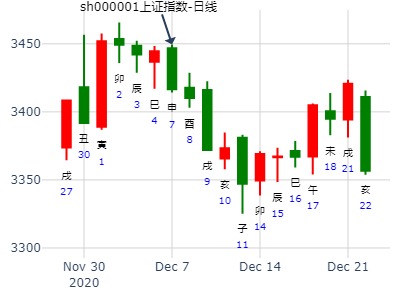 sh000001上证指数-日线
3450
3400
3350
3300
戌
27
丑
30
寅
1
卯
2
辰
3
巳
4
申
7
酉
8
戌
9
亥
10
子
11
卯
14
辰
15
巳
16
午
17
未
18
戌
21
亥
22
Nov 30
2020
Dec 7
Dec 14
Dec 21